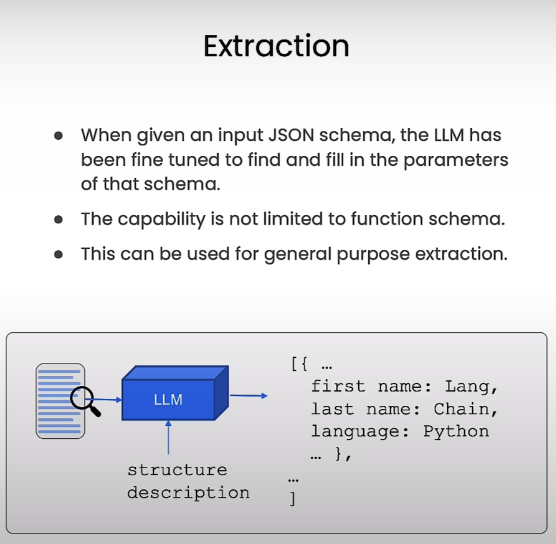 Extraction
● When given an input JSON schema, the LLM has
been fine tuned to find and fill in the parameters
of that schema.
● The capability is not limited to function schema.
● This can be used for general purpose extraction.
LLM
structure
description
[{ …
first name: Lang,
last name: Chain,
language: Python
… },
…
]